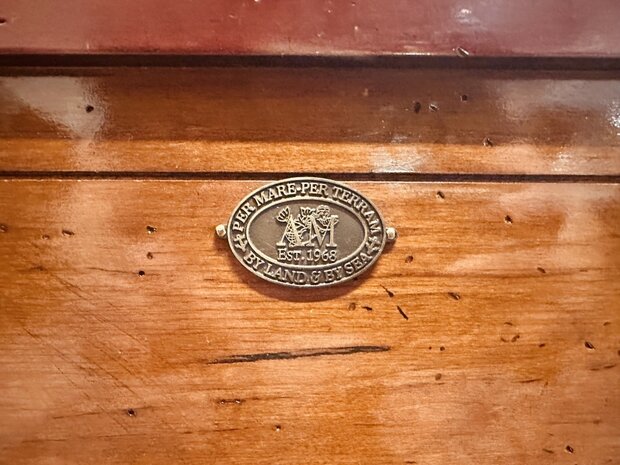 PER MARE-PER TERRAM
AM
EST. 1968
BY LAND & BY SEA